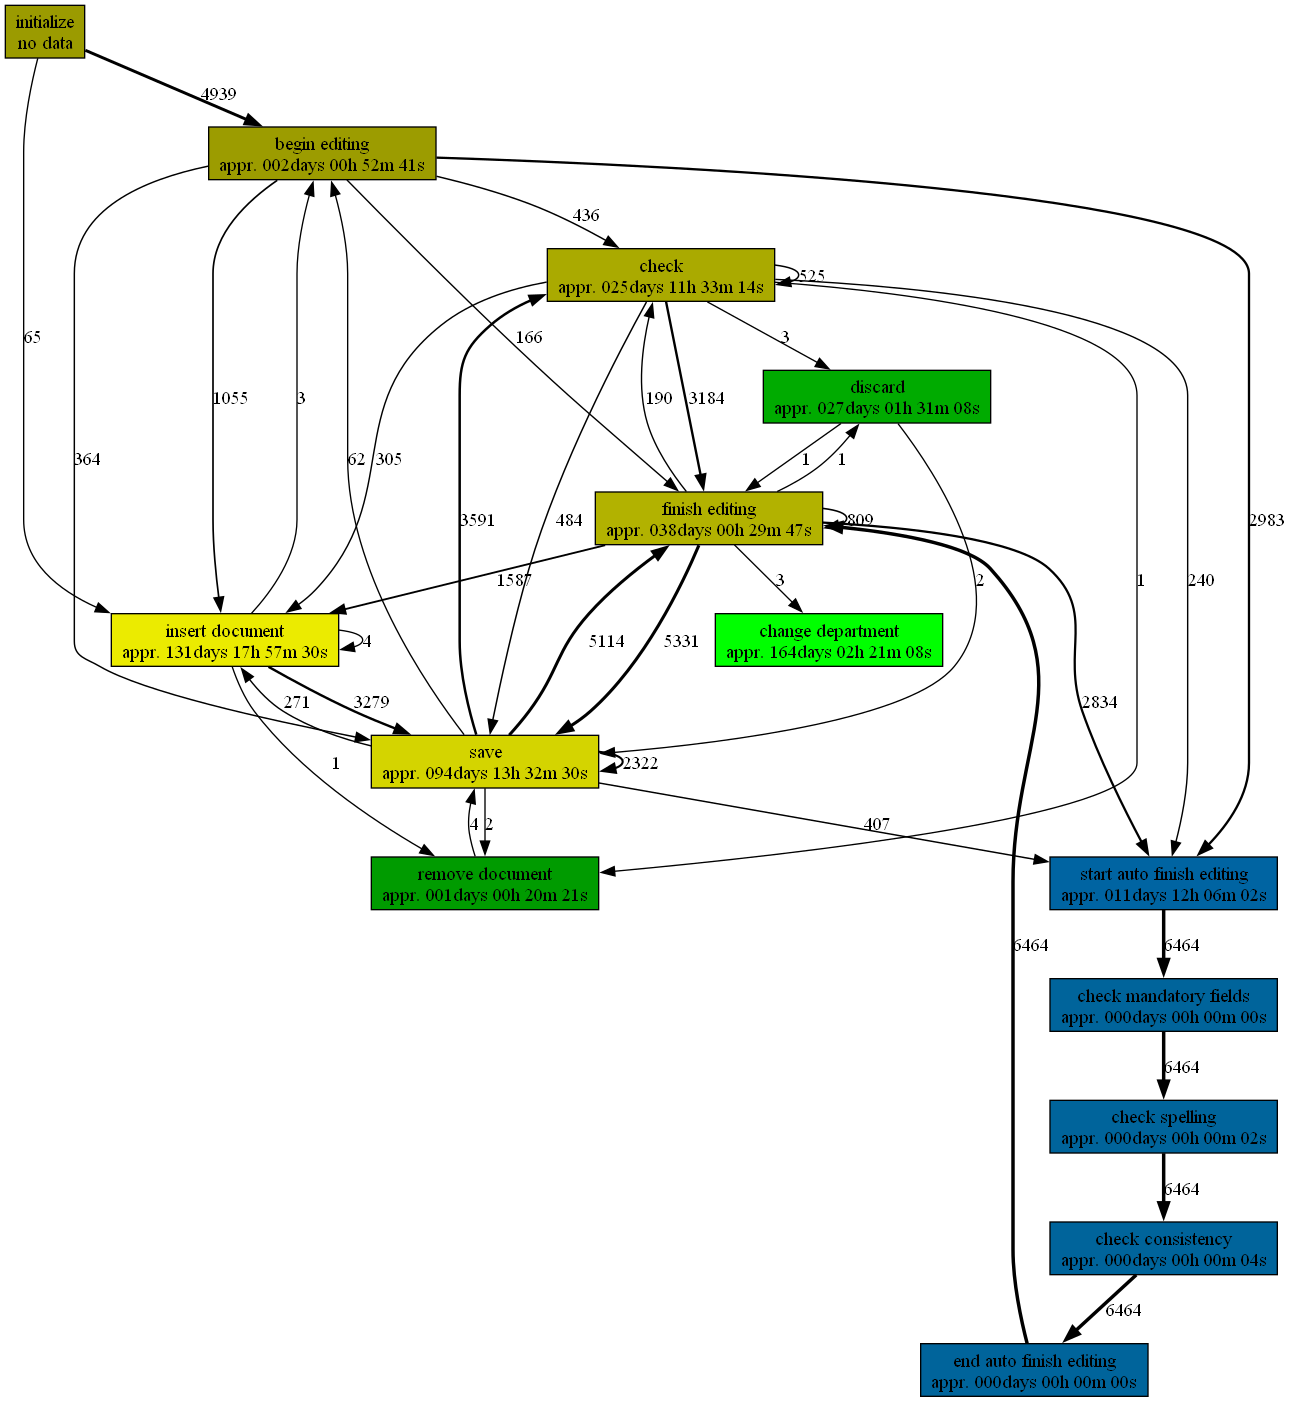 initialize
no data
4939
begin editing
appr. 002days 00h 52m 41s
436
check
appr. 025days 11h 33m 14s
525
65
166
3
1055
3
190
3184
discard
appr. 027days 01h 31m 08s
364
62
305
3591
484
1
1
finish editing
appr. 038days 00h 29m 47s
809
2983
1587
3
2
1
240
insert document
appr. 131days 17h 57m 30s
4
5114
5331
change department
appr. 164days 02h 21m 08s
271
3279
2834
save
appr. 094days 13h 32m 30s
2322
1
4
2
407
remove document
appr. 001days 00h 20m 21s
start auto finish editing
appr. 011days 12h 06m 02s
6464
6464
check mandatory fields
appr. 000days 00h 00m 00s
6464
check spelling
appr. 000days 00h 00m 02s
6464
check consistency
appr. 000days 00h 00m 04s
6464
end auto finish editing
appr. 000days 00h 00m 00s